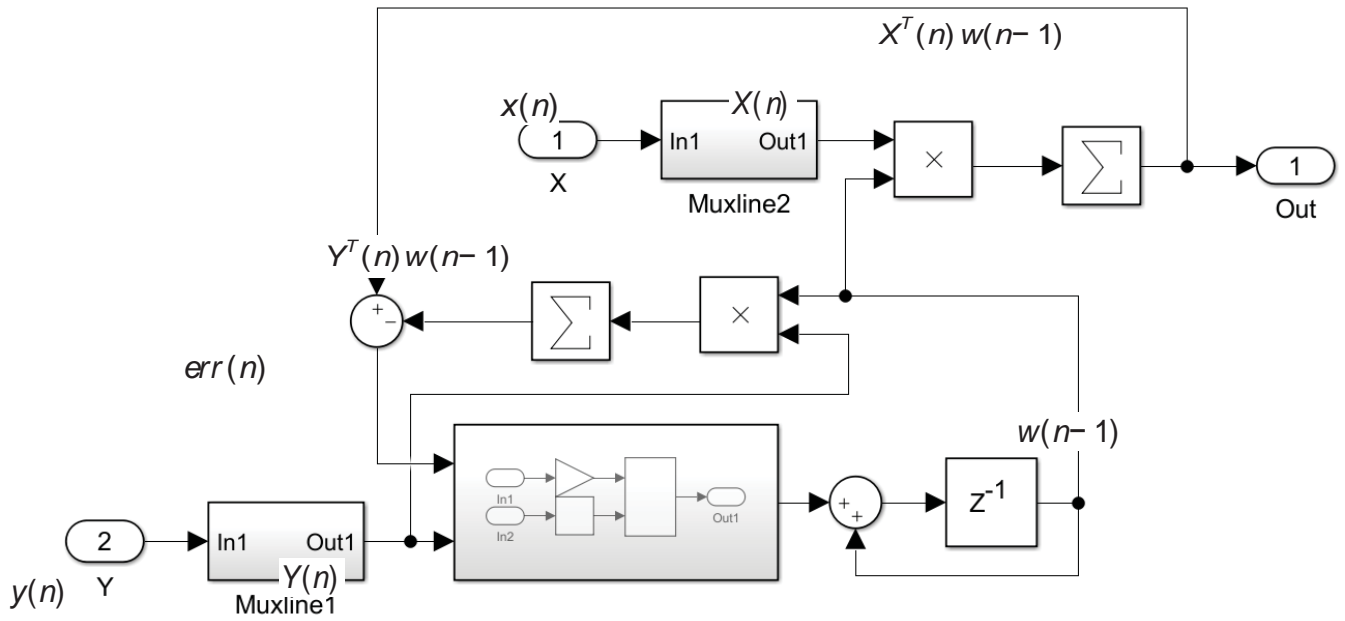 X^T(n)w(n−1)
x(n)
X(n)
1
In1
Out1
×
1
X
Muxline2
Out
Y^T(n)w(n−1)
+
−
×
err(n)
w(n−1)
In1
In2
Out1
+
+
z^-1
2
In1
Out1
Y(n)
Y
y(n)
Muxline1